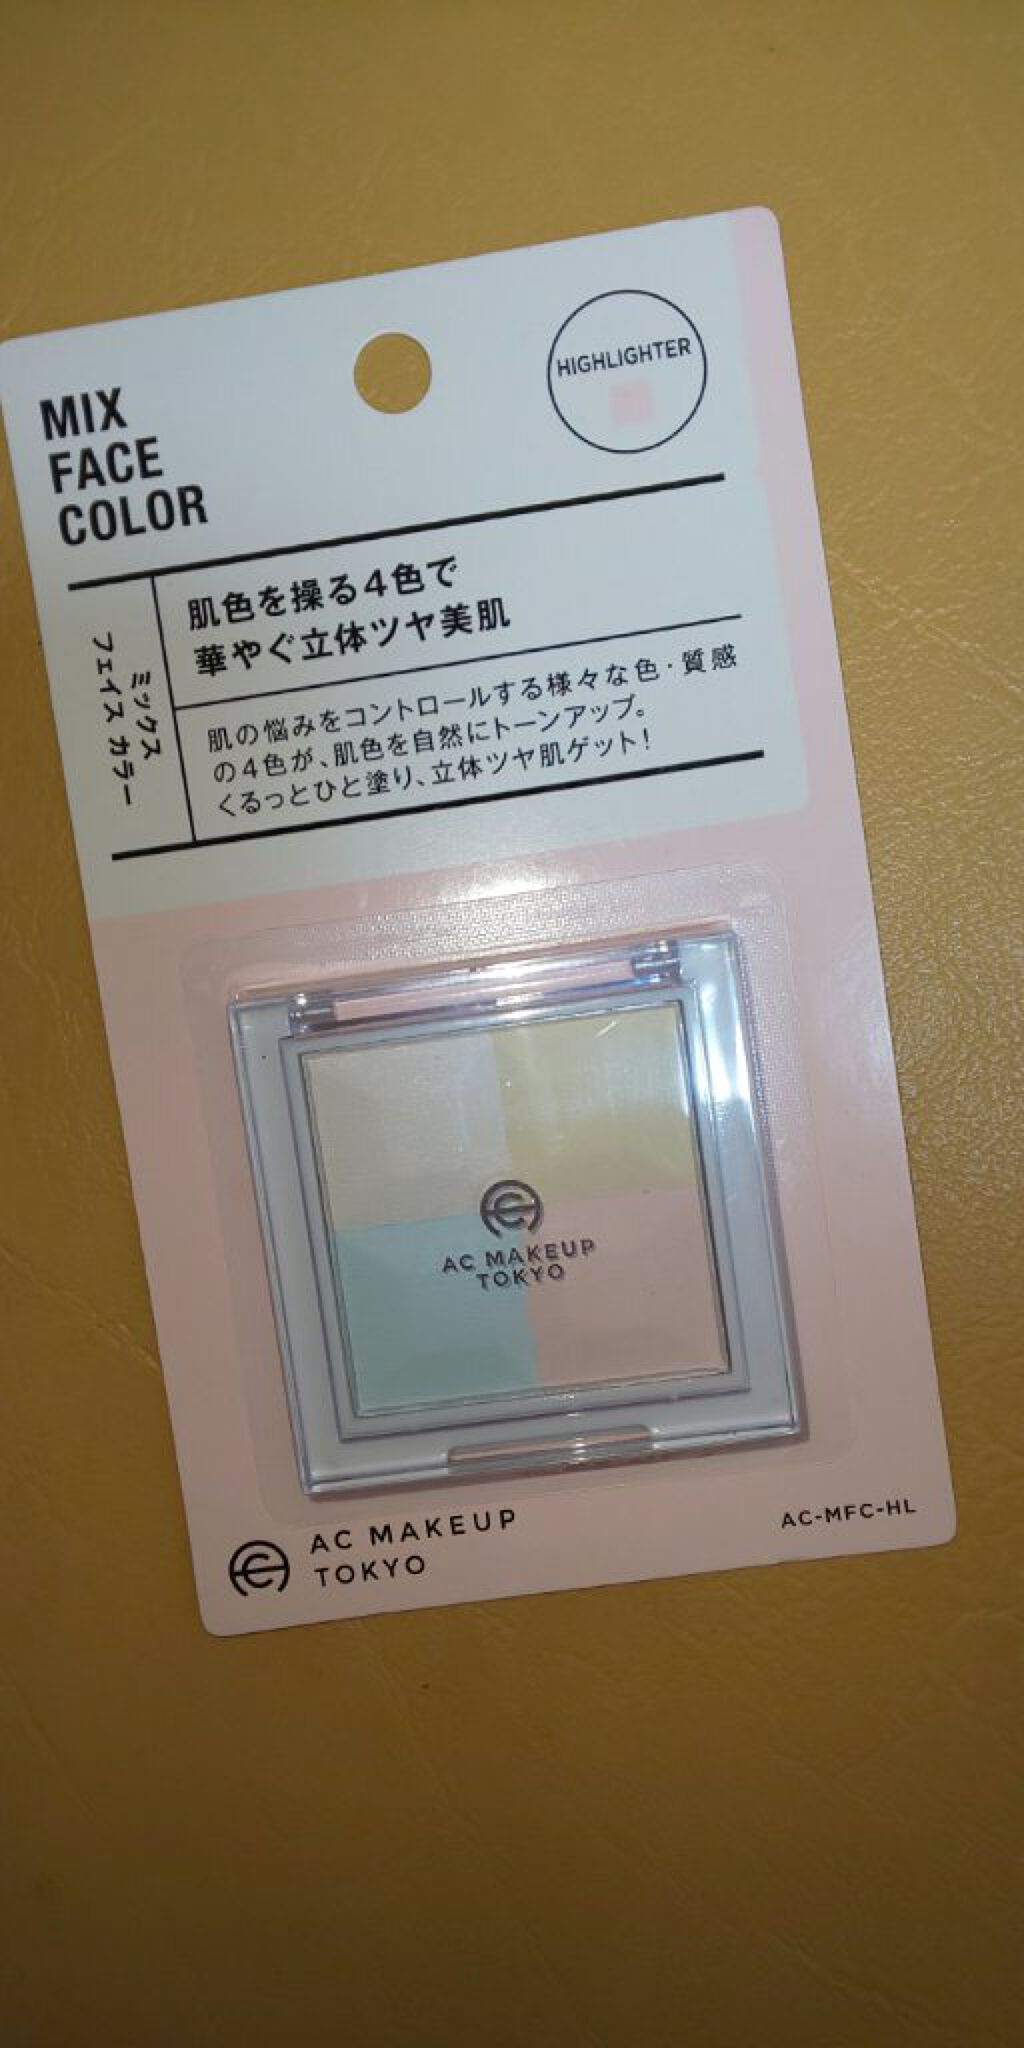 MIX
FACE
COLOR
HIGHLIGHTER
ミックス
フェイス カラー
肌色を操る4色で
華やぐ立体ツヤ美肌
肌の悩みをコントロールする様々な色・質感
の4色が、肌色を自然にトーンアップ。
くるっとひと塗り、立体ツヤ肌ゲット!
AC MAKEUP
TOKYO
AC MAKEUP
TOKYO
AC-MFC-HL